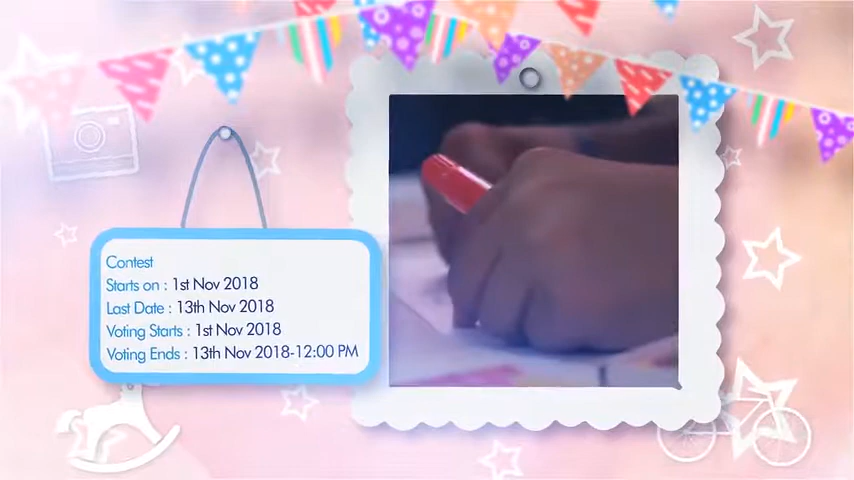 Contest
Starts on : 1st Nov 2018
Last Date : 13th Nov 2018
Voting Starts : 1st Nov 2018
Voting Ends : 13th Nov 2018-12:00 PM